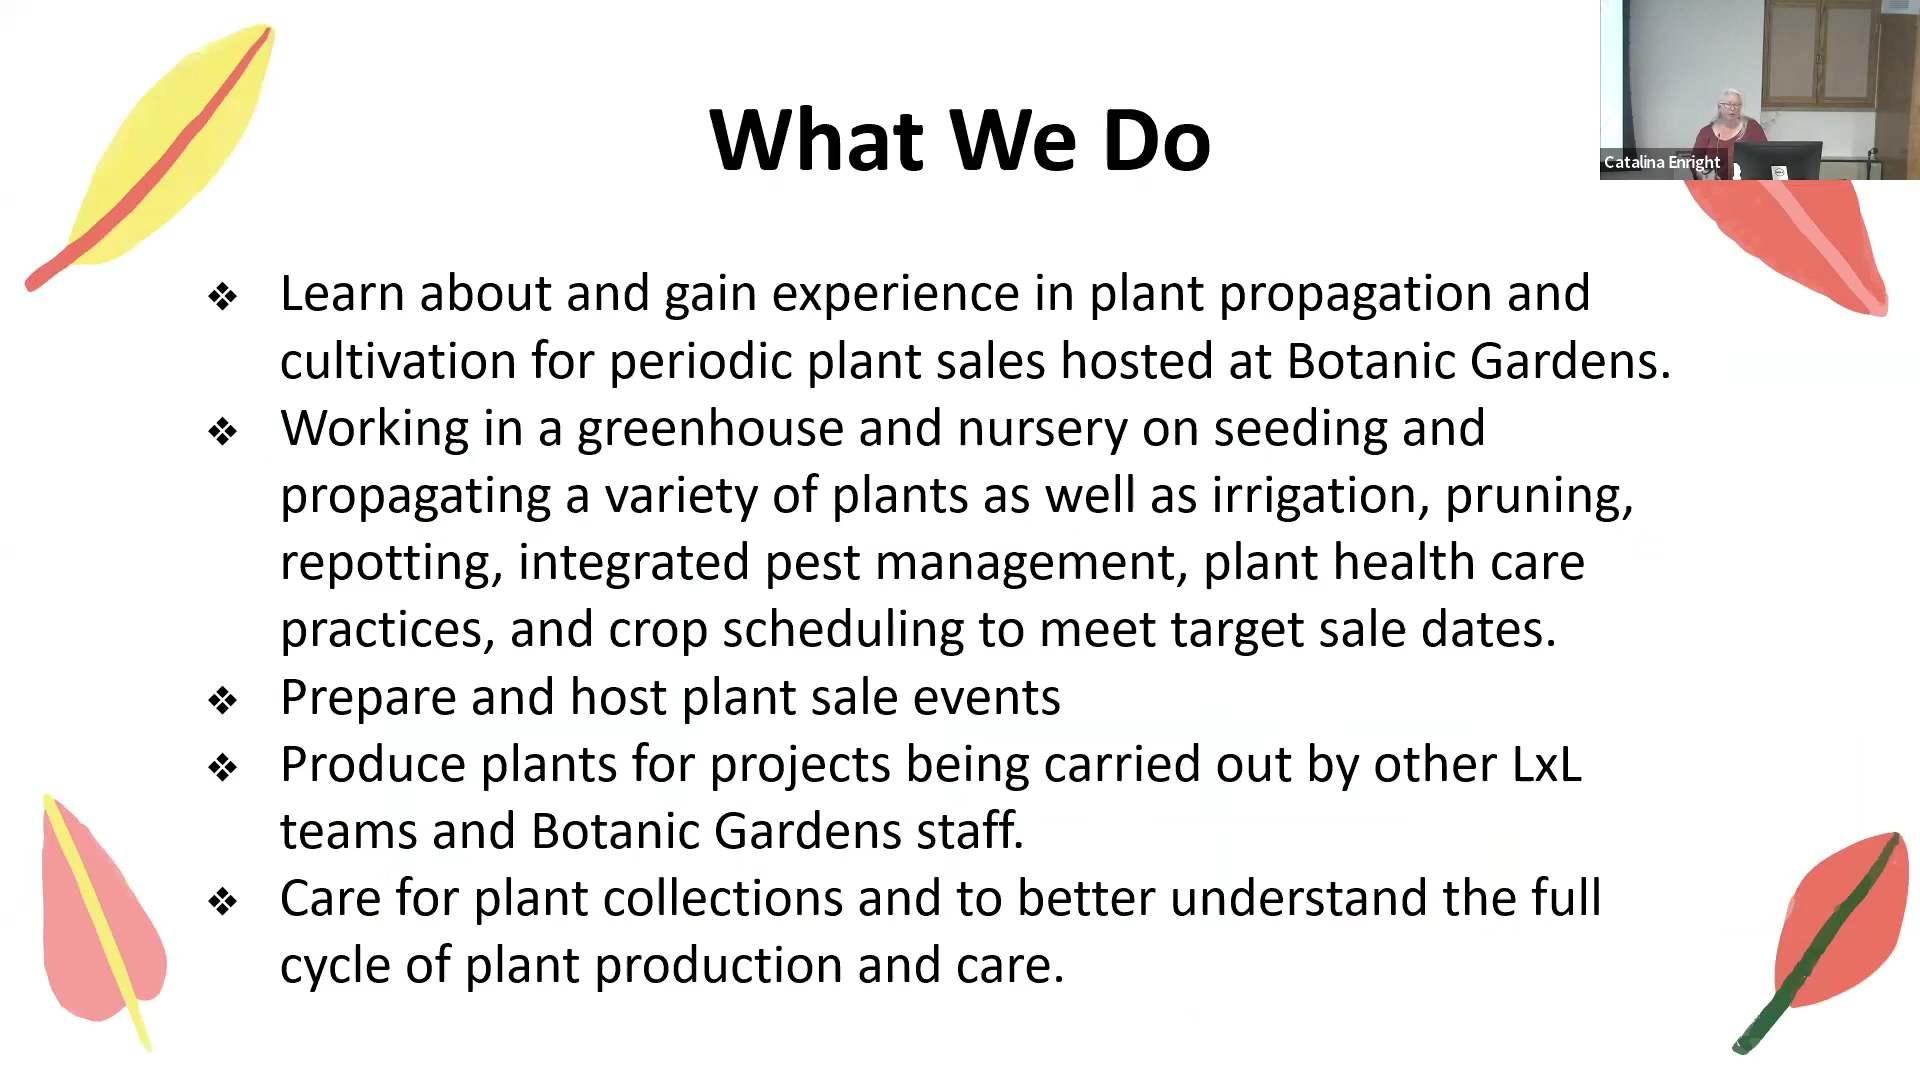 What We Do
Catalina Enright
❖ Learn about and gain experience in plant propagation and
cultivation for periodic plant sales hosted at Botanic Gardens.
❖ Working in a greenhouse and nursery on seeding and
propagating a variety of plants as well as irrigation, pruning,
repotting, integrated pest management, plant health care
practices, and crop scheduling to meet target sale dates.
❖ Prepare and host plant sale events
❖ Produce plants for projects being carried out by other LxL
teams and Botanic Gardens staff.
❖ Care for plant collections and to better understand the full
cycle of plant production and care.